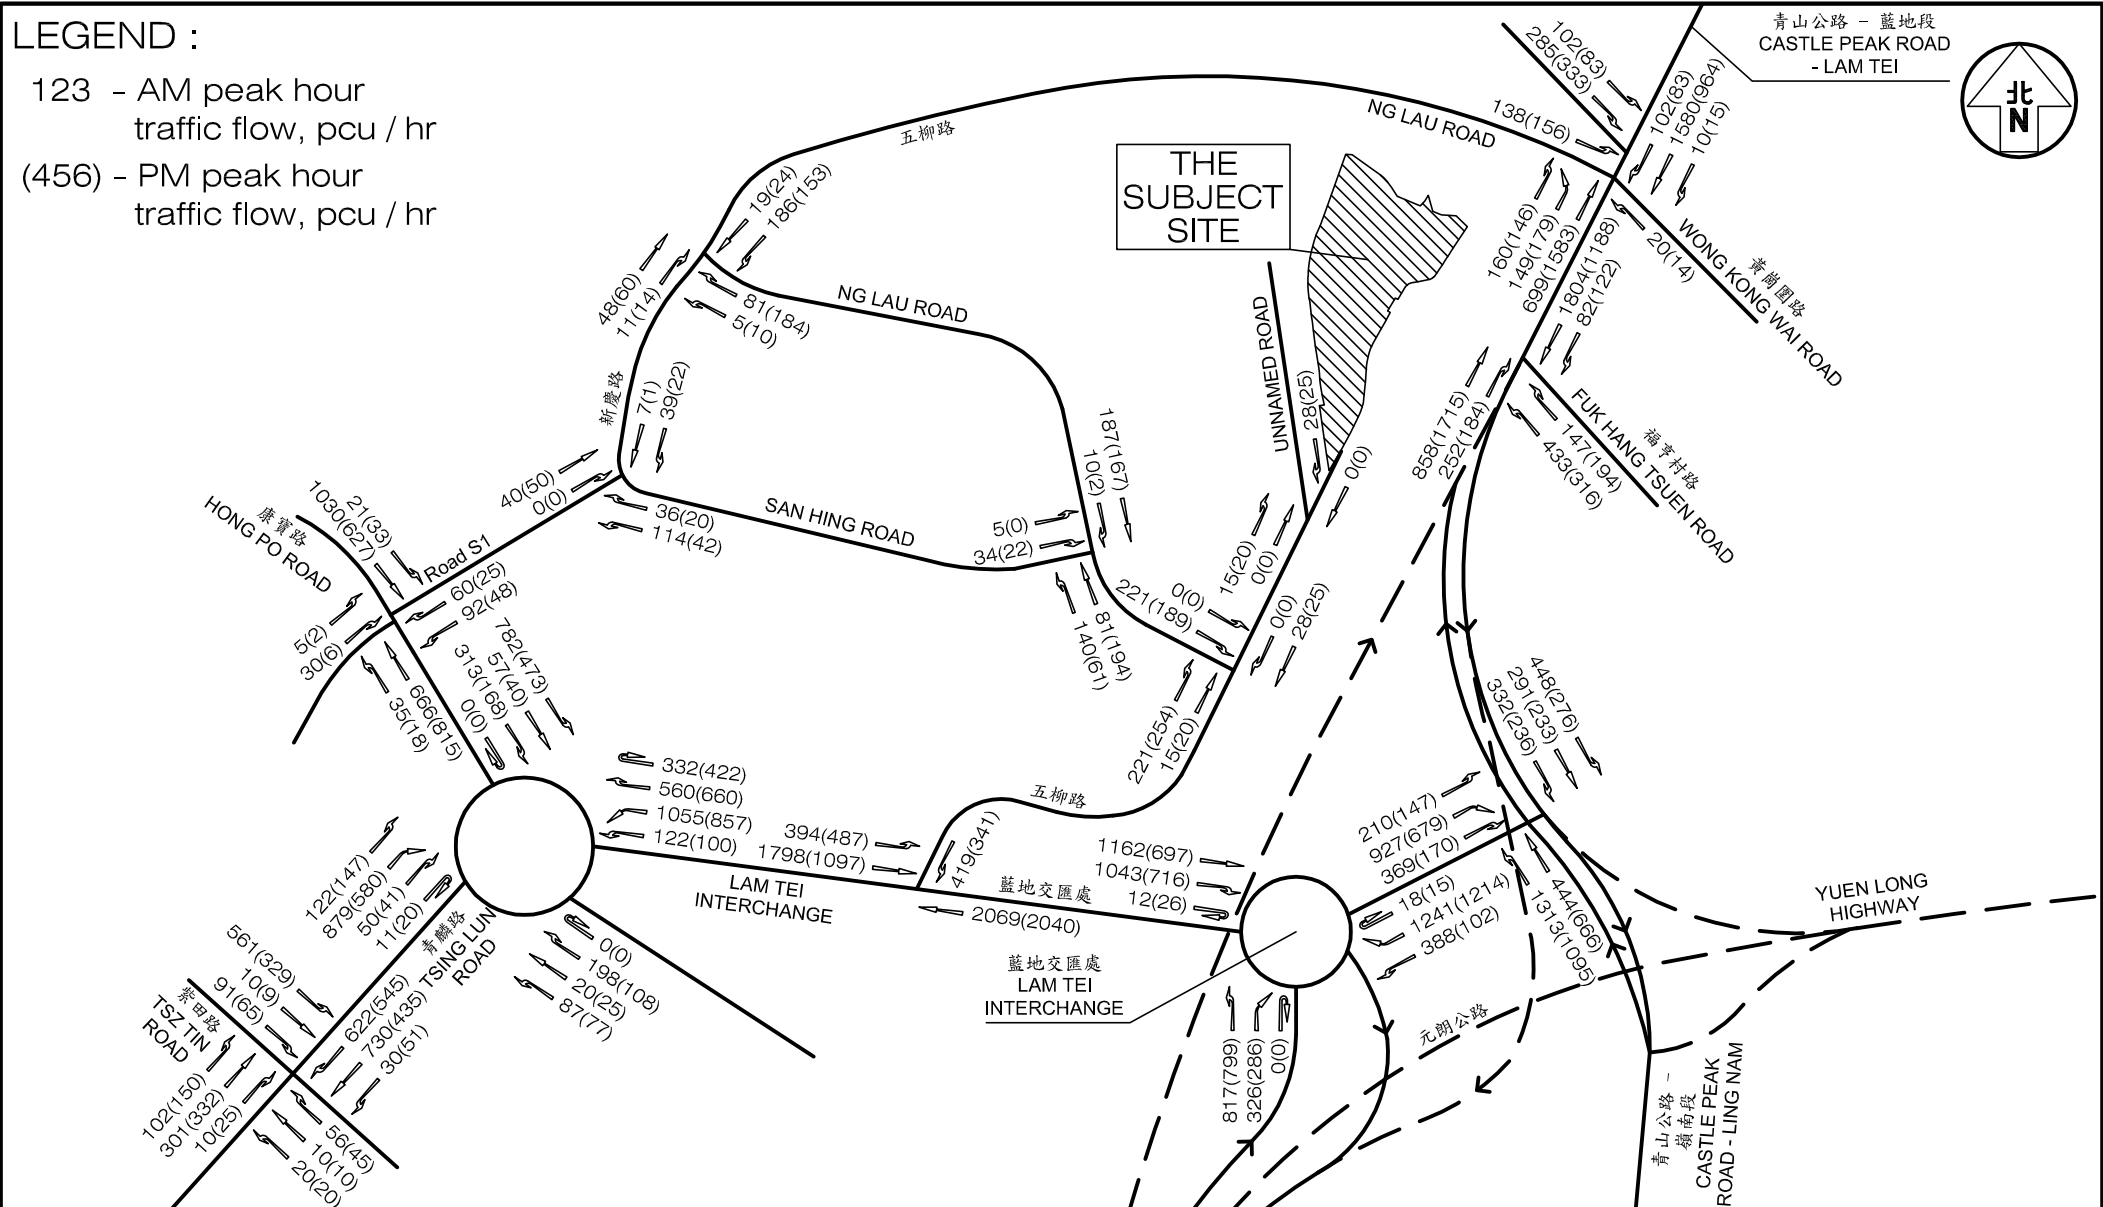 LEGEND :
123 - AM peak hour
traffic flow, pcu / hr
(456) - PM peak hour
traffic flow, pcu / hr
青山公路 - 藍地段
CASTLE PEAK ROAD
- LAM TEI
北
N
102(83)
285(333)
102(83)
1580(964)
10(15)
138(156)
NG LAU ROAD
五柳路
THE
SUBJECT
SITE
160(146)
149(179)
699(1583)
1804(1188)
82(122)
20(14)
黃崗圍路
WONG KONG WAI ROAD
19(24)
186(153)
48(60)
11(14)
81(184)
5(10)
NG LAU ROAD
UNNAMED ROAD
28(25)
0(0)
858(1715)
252(184)
147(194)
433(316)
福亨村路
FUK HANG TSUEN ROAD
新慶路
7(1)
39(22)
40(50)
0(0)
36(20)
114(42)
SAN HING ROAD
187(167)
10(2)
5(0)
34(22)
81(194)
140(61)
221(189)
0(0)
15(20)
0(0)
0(0)
28(25)
221(254)
15(20)
康寶路
HONG PO ROAD
21(33)
1030(627)
Road S1
60(25)
92(48)
5(2)
30(6)
666(815)
35(18)
782(473)
57(40)
313(168)
0(0)
332(422)
560(660)
1055(857)
122(100)
394(487)
1798(1097)
LAM TEI
INTERCHANGE
五柳路
419(341)
藍地交匯處
2069(2040)
1162(697)
1043(716)
12(26)
藍地交匯處
LAM TEI
INTERCHANGE
448(276)
291(233)
332(236)
210(147)
927(679)
369(170)
18(15)
1241(1214)
388(102)
444(666)
1313(1095)
817(799)
326(286)
0(0)
YUEN LONG
HIGHWAY
元朗公路
青山公路 -
嶺南段
CASTLE PEAK
ROAD - LING NAM
122(147)
879(580)
50(41)
11(20)
青麟路
TSING LUN
ROAD
0(0)
198(108)
20(25)
87(77)
561(329)
10(9)
91(65)
紫田路
TSZ TIN
ROAD
622(545)
730(435)
30(51)
102(150)
301(332)
10(25)
56(45)
10(10)
20(20)